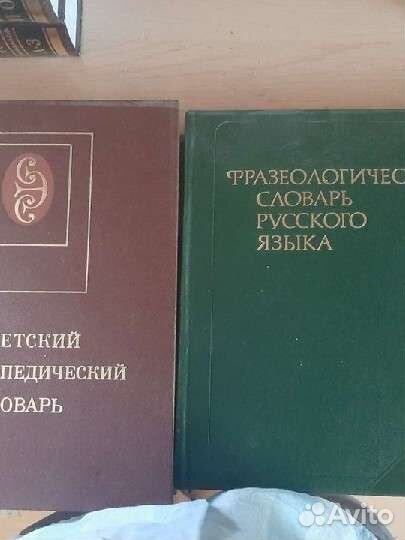 ЕТСКИЙ
ПЕДИЧЕСКИЙ
ОВАРЬ
ФРАЗЕОЛОГИЧЕС
СЛОВАРЬ
РУССКОГО
ЯЗЫКА
Avito